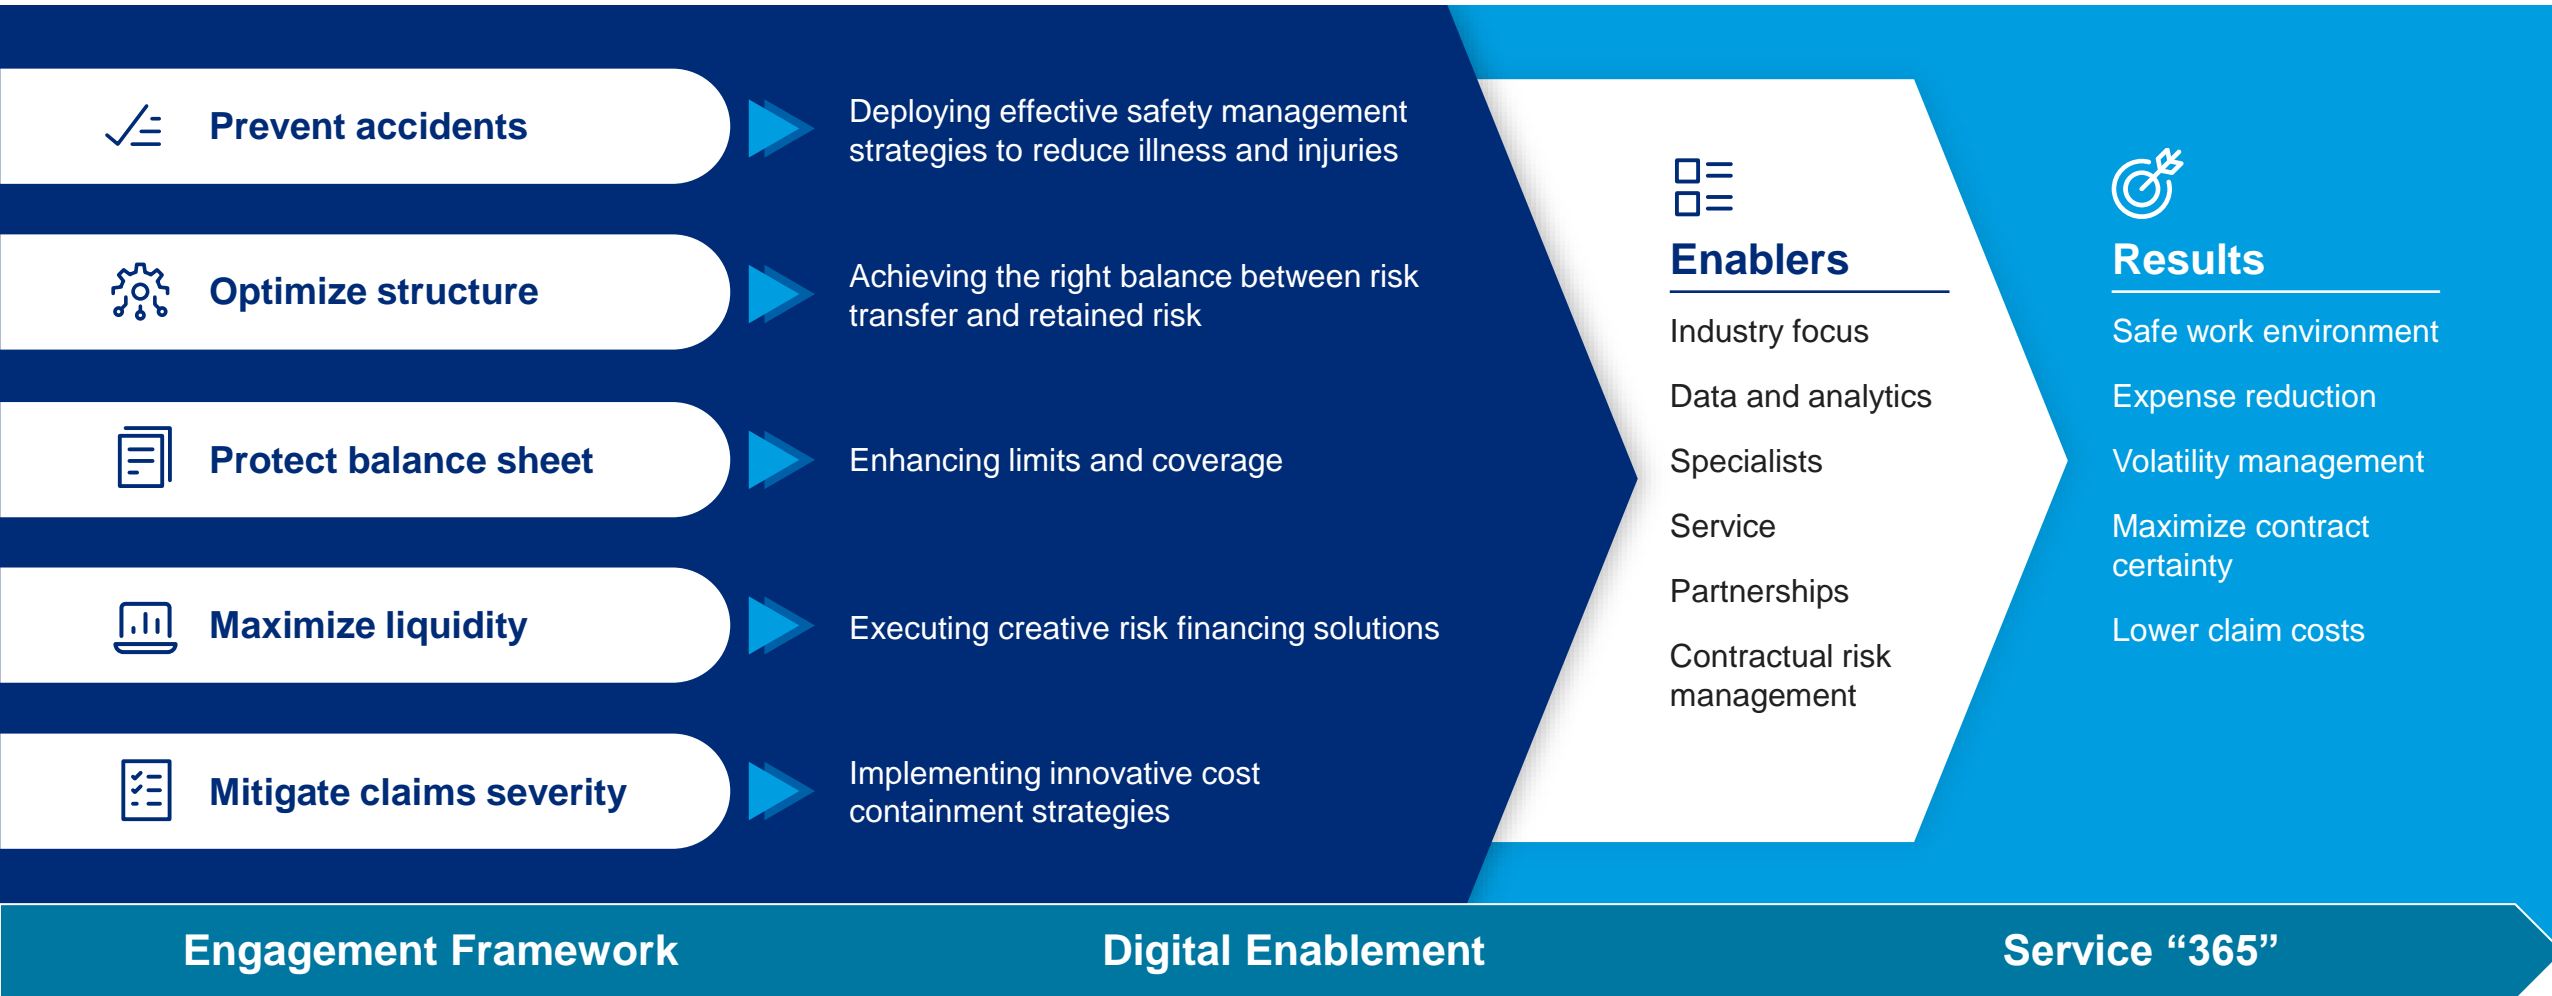 Prevent accidents
Deploying effective safety management
strategies to reduce illness and injuries
Optimize structure
Achieving the right balance between risk
transfer and retained risk
Protect balance sheet
Enhancing limits and coverage
Maximize liquidity
Executing creative risk financing solutions
Mitigate claims severity
Implementing innovative cost
containment strategies
Enablers
Industry focus
Data and analytics
Specialists
Service
Partnerships
Contractual risk
management
Results
Safe work environment
Expense reduction
Volatility management
Maximize contract
certainty
Lower claim costs
Engagement Framework
Digital Enablement
Service “365”